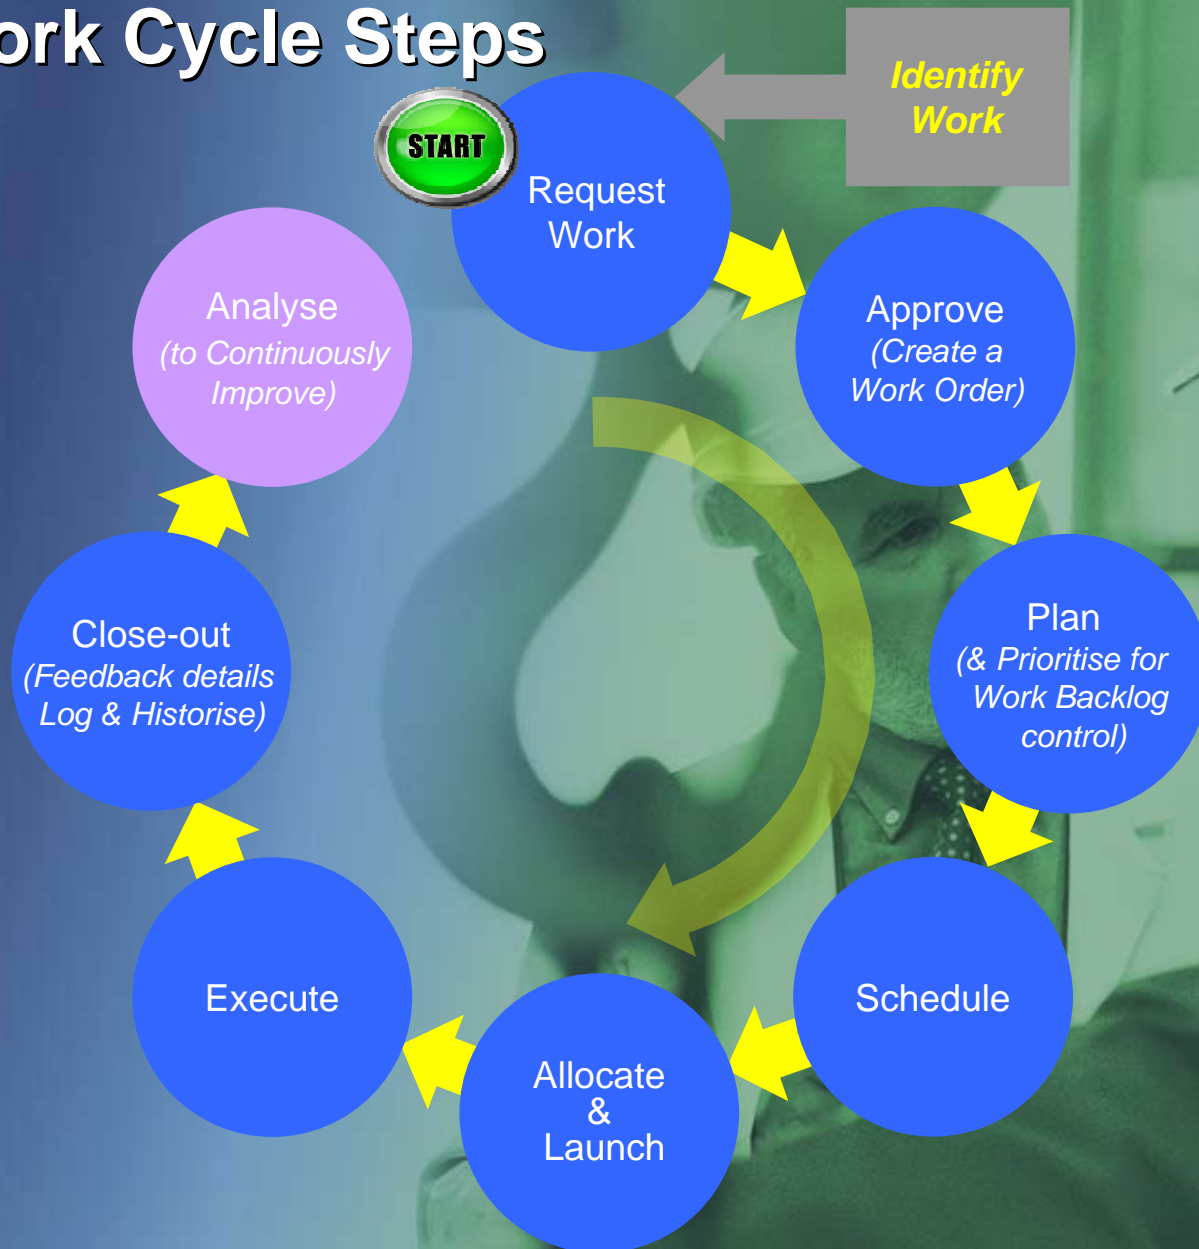 ork Cycle Steps
Identify
Work
START
Request
Work
Approve
(Create a
Work Order)
Plan
(& Prioritise for
Work Backlog
control)
Schedule
Allocate
&
Launch
Execute
Close-out
(Feedback details
Log & Historise)
Analyse
(to Continuously
Improve)